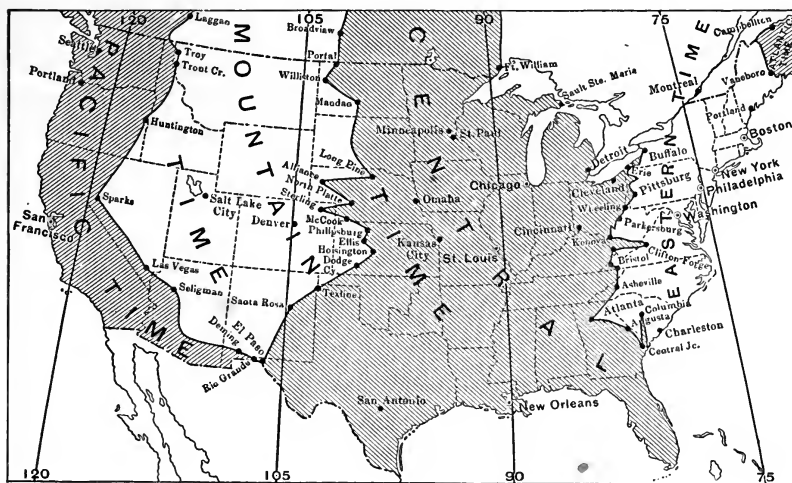 120
105
90
75
Laggan
Broadview
Campbellton
Seattle
Troy
Portal
Ft. William
ATLANTIC TIME
Trout Cr.
Williston
Sault Ste. Marie
Montreal
Vanceboro
Portland
Mandan
Portland
Huntington
Minneapolis
St. Paul
Boston
Long Pine
Detroit
Buffalo
Alliance
Chicago
Erie
New York
North Platte
Cleveland
Pittsburg
Philadelphia
Sparks
Salt Lake City
Sterling
Omaha
Wheeling
Washington
San Francisco
Denver
McCook
Phillipsburg
Cincinnati
Parkersburg
Ellis
Kansas City
Kenova
Clifton Forge
Hoisington
St. Louis
Bristol
Las Vegas
Dodge Cy.
Asheville
Seligman
Santa Rosa
Texline
Atlanta
Columbia
Augusta
Charleston
Deming
El Paso
Central Jc.
Rio Grande
San Antonio
New Orleans
PACIFIC TIME
MOUNTAIN TIME
CENTRAL TIME
EASTERN TIME
120
105
90
75